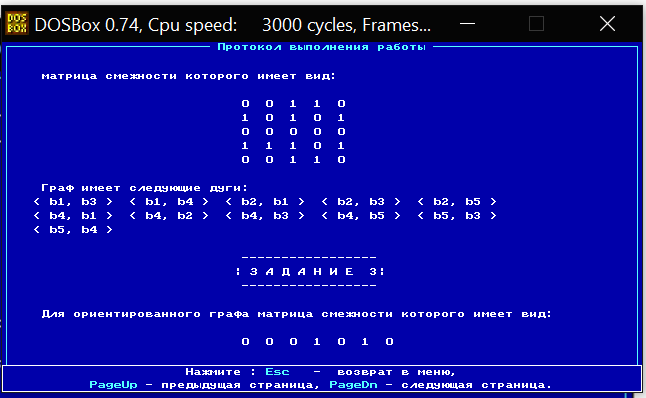 DOS BOX DOSBox 0.74, Cpu speed: 3000 cycles, Frames...
Протокол выполнения работы
матрица смежности которого имеет вид:
0 0 1 1 0
1 0 1 0 1
0 0 0 0 0
1 1 1 0 1
0 0 1 1 0
Граф имеет следующие дуги:
< b1, b3 > < b1, b4 > < b2, b1 > < b2, b3 > < b2, b5 >
< b4, b1 > < b4, b2 > < b4, b3 > < b4, b5 > < b5, b3 >
< b5, b4 >
-----------------
| З А Д А Н И Е 3|
-----------------
Для ориентированного графа матрица смежности которого имеет вид:
0 0 0 1 0 1 0
Нажмите : Esc - возврат в меню,
PageUp - предыдущая страница, PageDn - следующая страница.